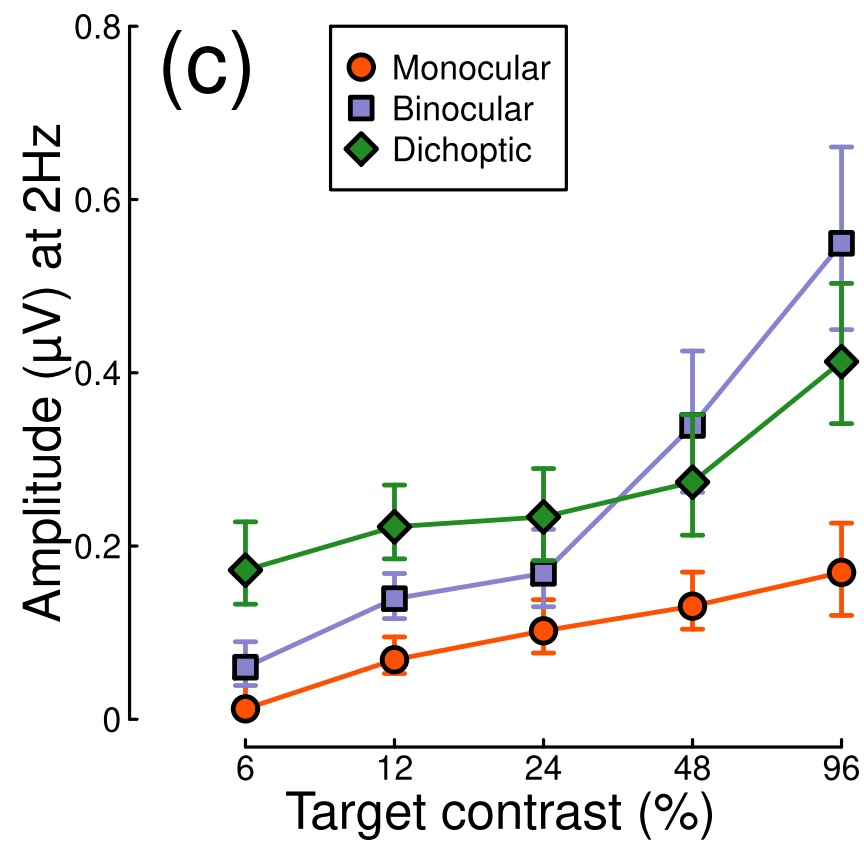 (c)
Monocular
Binocular
Dichoptic
Amplitude (µV) at 2Hz
0.8
0.6
0.4
0.2
0
6 12 24 48 96
Target contrast (%)